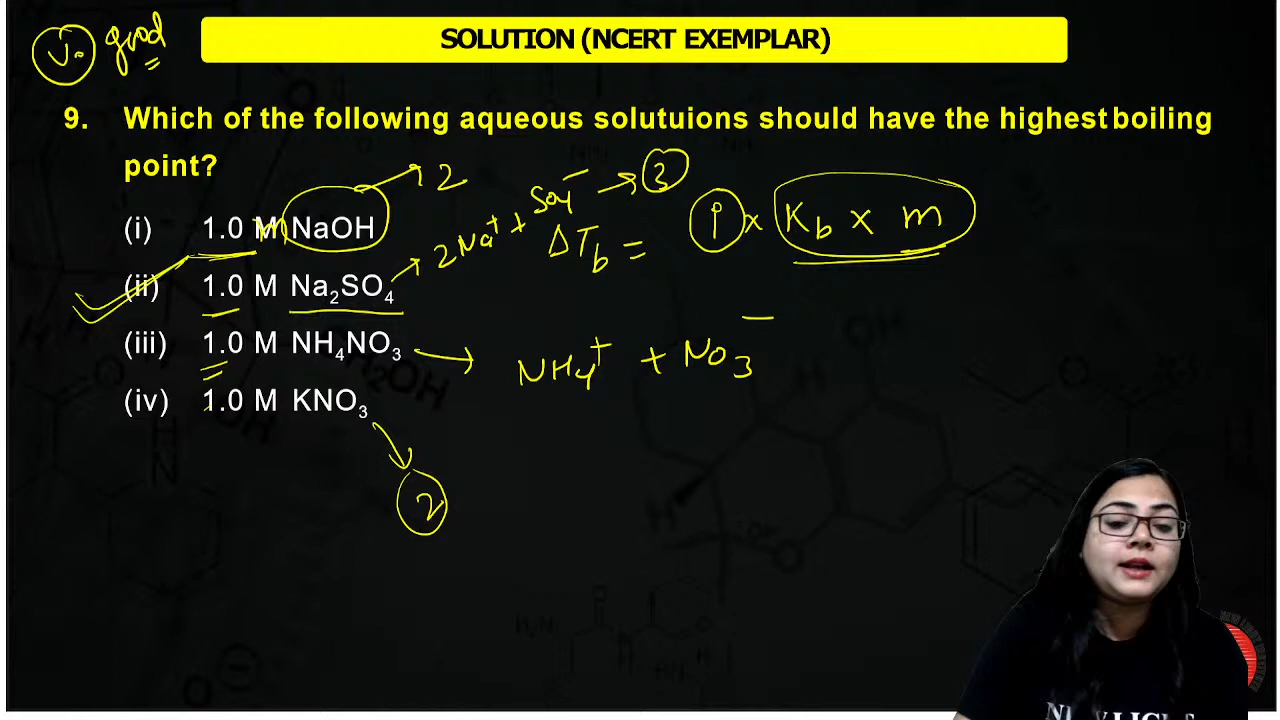 V. good
SOLUTION (NCERT EXEMPLAR)
9. Which of the following aqueous solutuions should have the highest boiling
point?
(i) 1.0 M NaOH → 2
(ii) 1.0 M Na₂SO₄ → 2Na⁺ + SO₄⁻ → 3
ΔT_b = i × K_b × m
(iii) 1.0 M NH₄NO₃ → NH₄⁺ + NO₃⁻
(iv) 1.0 M KNO₃
2